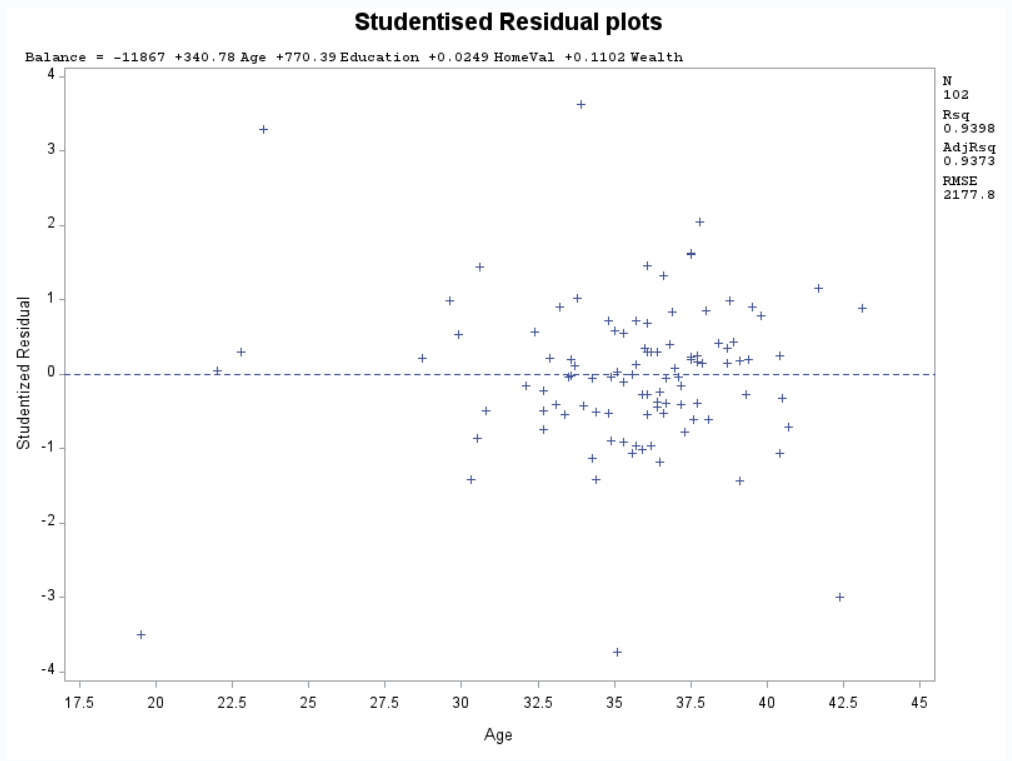 Studentised Residual plots
Balance = -11867 +340.78 Age +770.39 Education +0.0249 HomeVal +0.1102 Wealth
N
102
Rsq
0.9398
AdjRsq
0.9373
RMSE
2177.8
Studentized Residual
4
3
2
1
0
-1
-2
-3
-4
17.5 20 22.5 25 27.5 30 32.5 35 37.5 40 42.5 45
Age